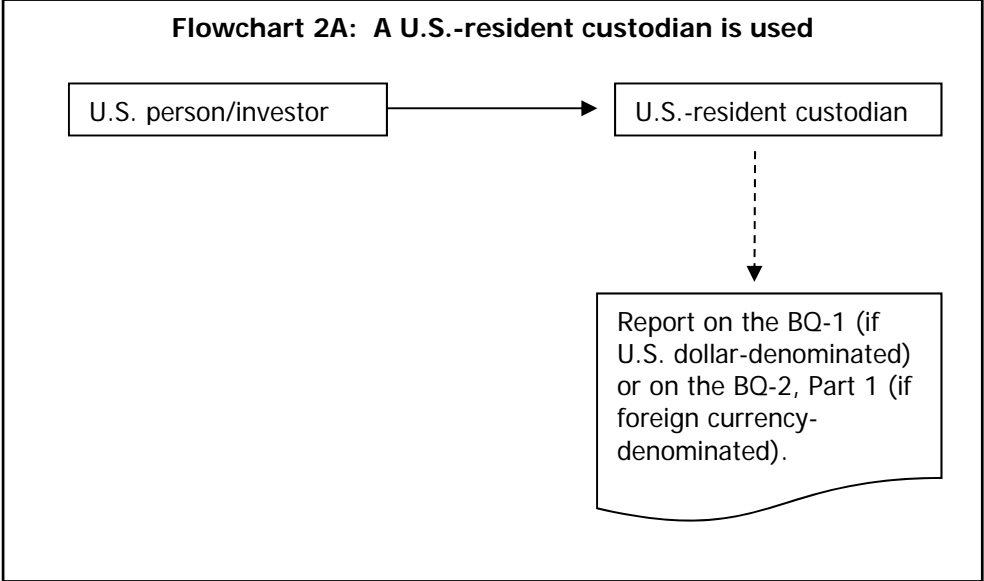 Flowchart 2A: A U.S.-resident custodian is used
U.S. person/investor
U.S.-resident custodian
Report on the BQ-1 (if
U.S. dollar-denominated)
or on the BQ-2, Part 1 (if
foreign currency-
denominated).